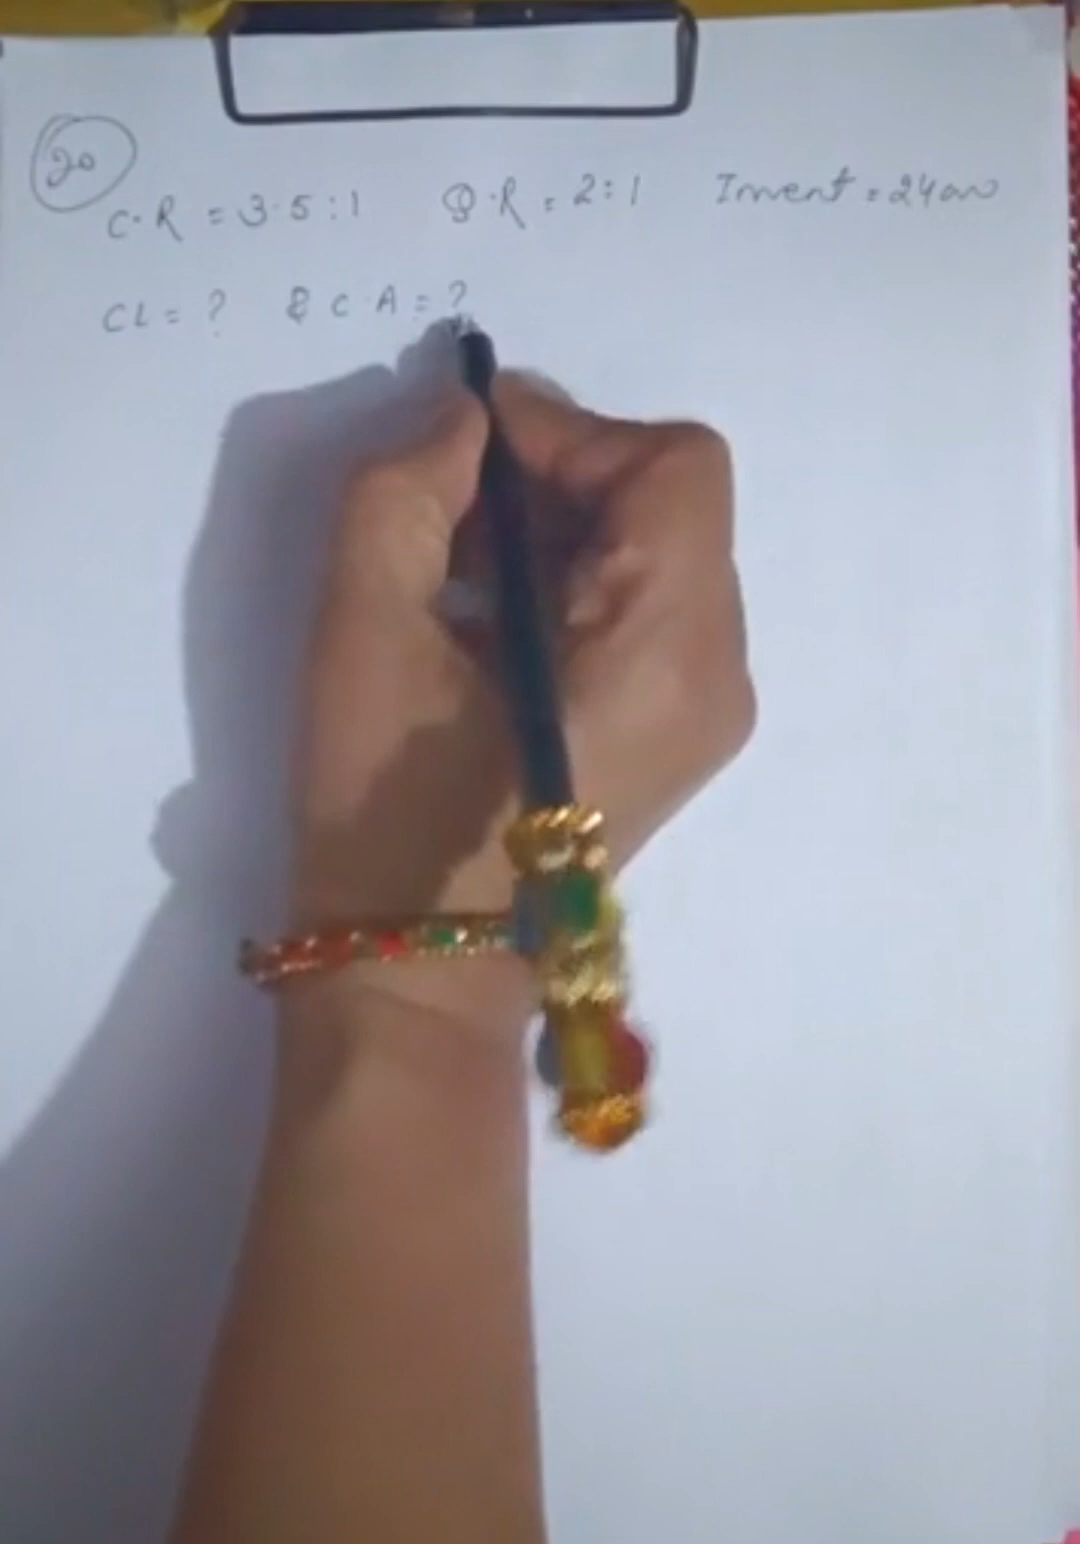 20
C.R = 3.5:1 Q.R = 2:1 Invent = 24000
CL = ? & C A = ?